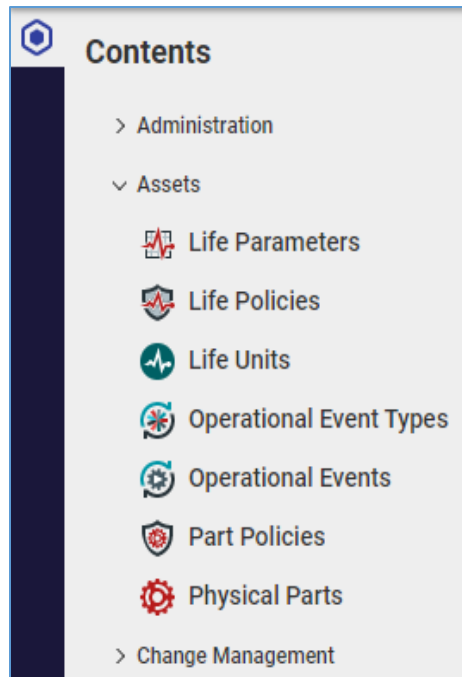 Contents
Administration
Assets
Life Parameters
Life Policies
Life Units
Operational Event Types
Operational Events
Part Policies
Physical Parts
Change Management